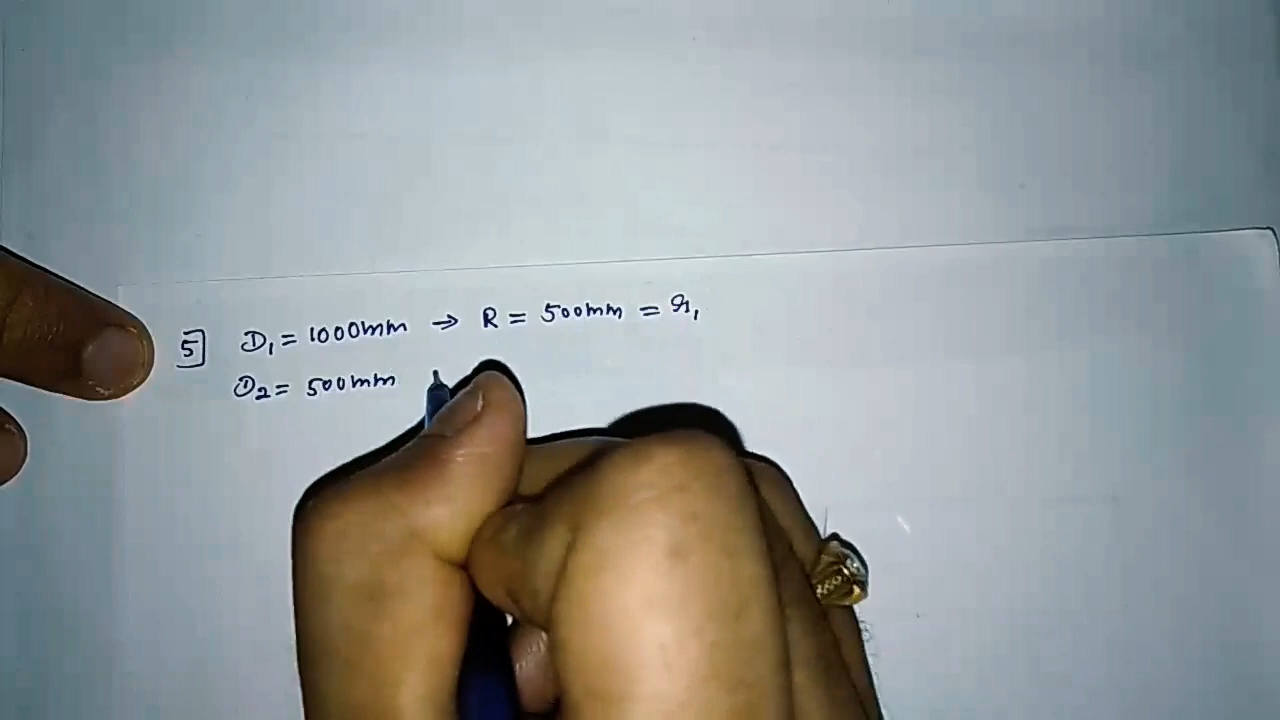 5] D₁ = 1000mm → R = 500mm = r₁
D₂ = 500mm